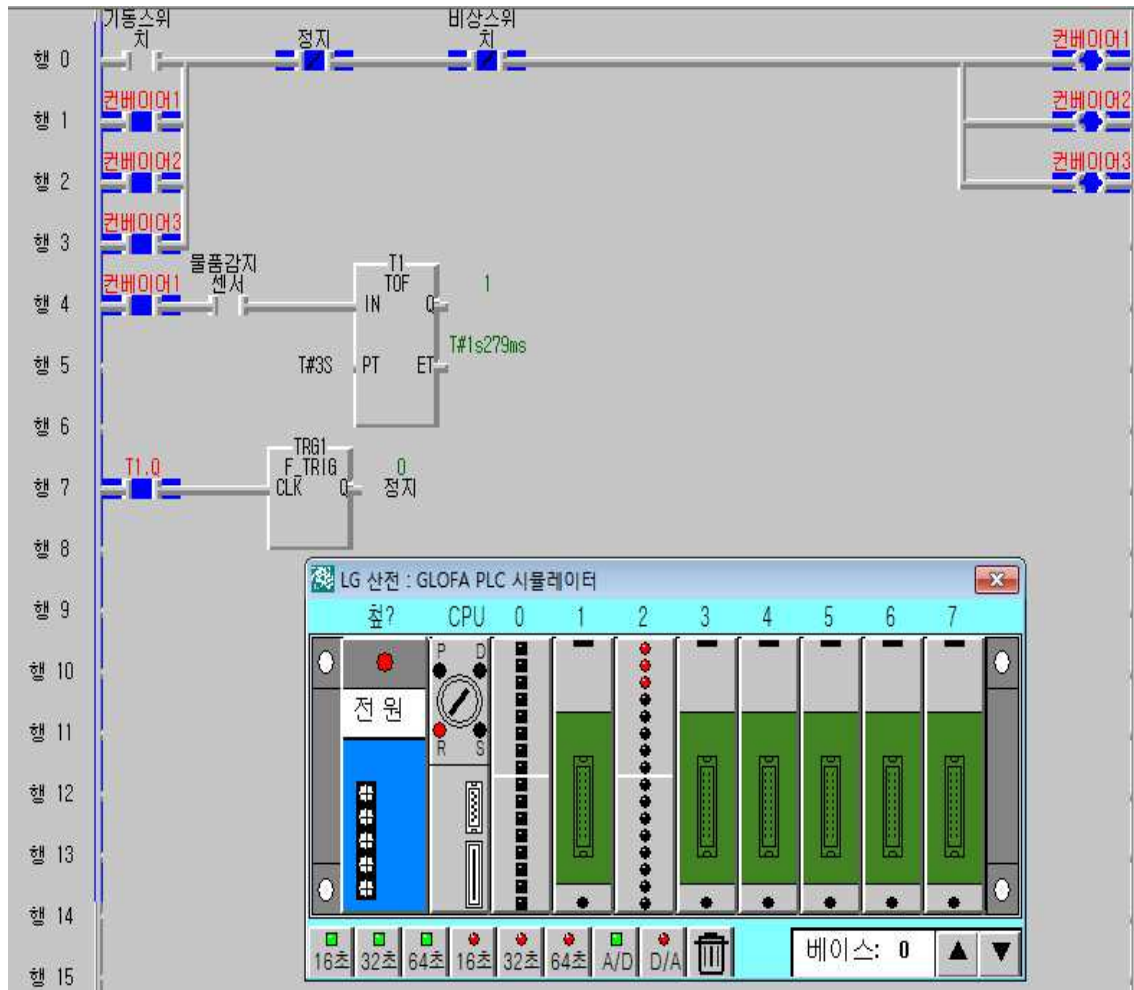 기동스위치
정지
비상스위치
컨베이어1
행 0
컨베이어1
컨베이어2
행 1
컨베이어2
컨베이어3
행 2
컨베이어3
행 3
컨베이어1
물품감지센서
T1
TOF
1
행 4
IN
Q
T#1s279ms
행 5
T#3S
PT
ET
행 6
TRG1
T1.Q
F_TRIG
0
행 7
CLK
Q
정지
행 8
LG 산전 : GLOFA PLC 시뮬레이터
행 9
첲?
CPU 0 1 2 3 4 5 6 7
P D
행 10
전원
행 11
R S
행 12
행 13
행 14
16초 32초 64초 16초 32초 64초 A/D D/A
베이스: 0
행 15